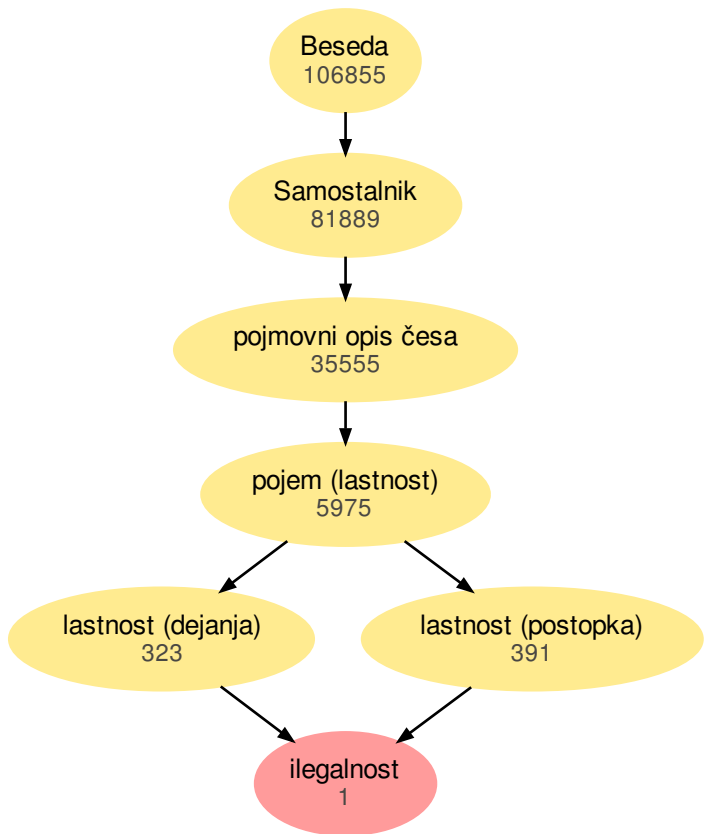 Beseda
106855
Samostalnik
81889
pojmovni opis česa
35555
pojem (lastnost)
5975
lastnost (dejanja)
323
lastnost (postopka)
391
ilegalnost
1